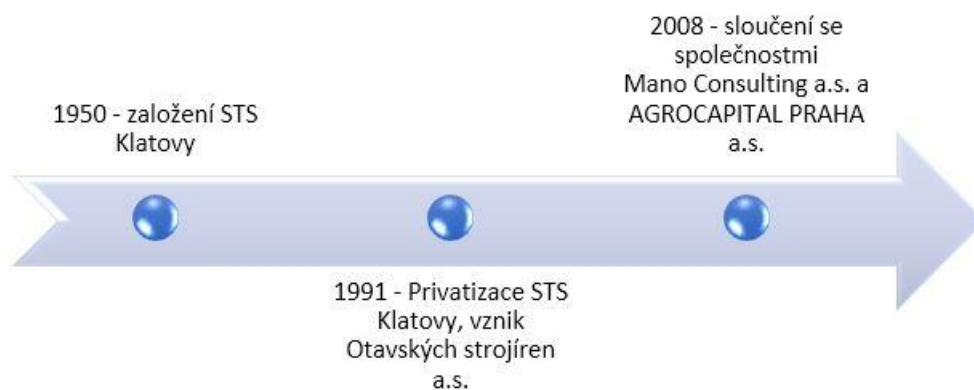 1950 - založení STS
Klatovy
1991 - Privatizace STS
Klatovy, vznik
Otavských strojíren
a.s.
2008 - sloučení se
společnostmi
Mano Consulting a.s. a
AGROCAPITAL PRAHA
a.s.